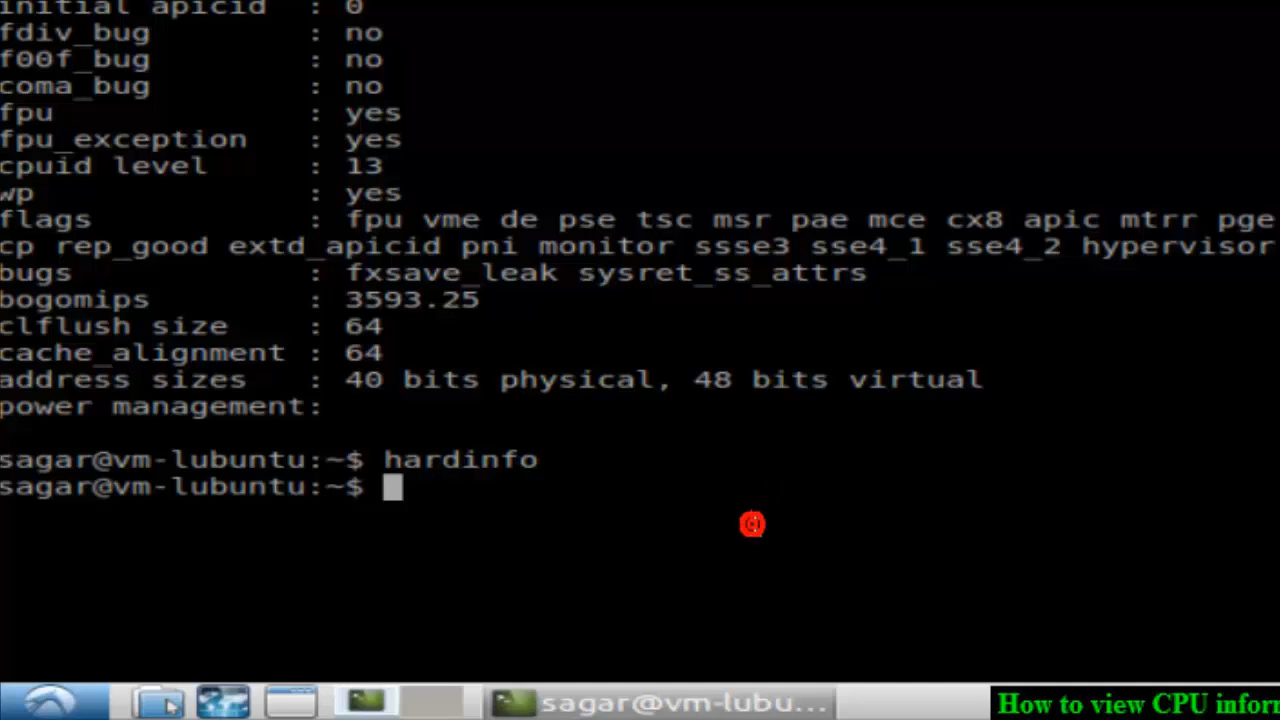 initial apicid : 0
fdiv_bug : no
f00f_bug : no
coma_bug : no
fpu : yes
fpu_exception : yes
cpuid level : 13
wp : yes
flags : fpu vme de pse tsc msr pae mce cx8 apic mtrr pge
cp rep_good extd_apicid pni monitor ssse3 sse4_1 sse4_2 hypervisor
bugs : fxsave_leak sysret_ss_attrs
bogomips : 3593.25
clflush size : 64
cache_alignment : 64
address sizes : 40 bits physical, 48 bits virtual
power management:
sagar@vm-lubuntu:~$ hardinfo
sagar@vm-lubuntu:~$
sagar@vm-lubu...
How to view CPU infor